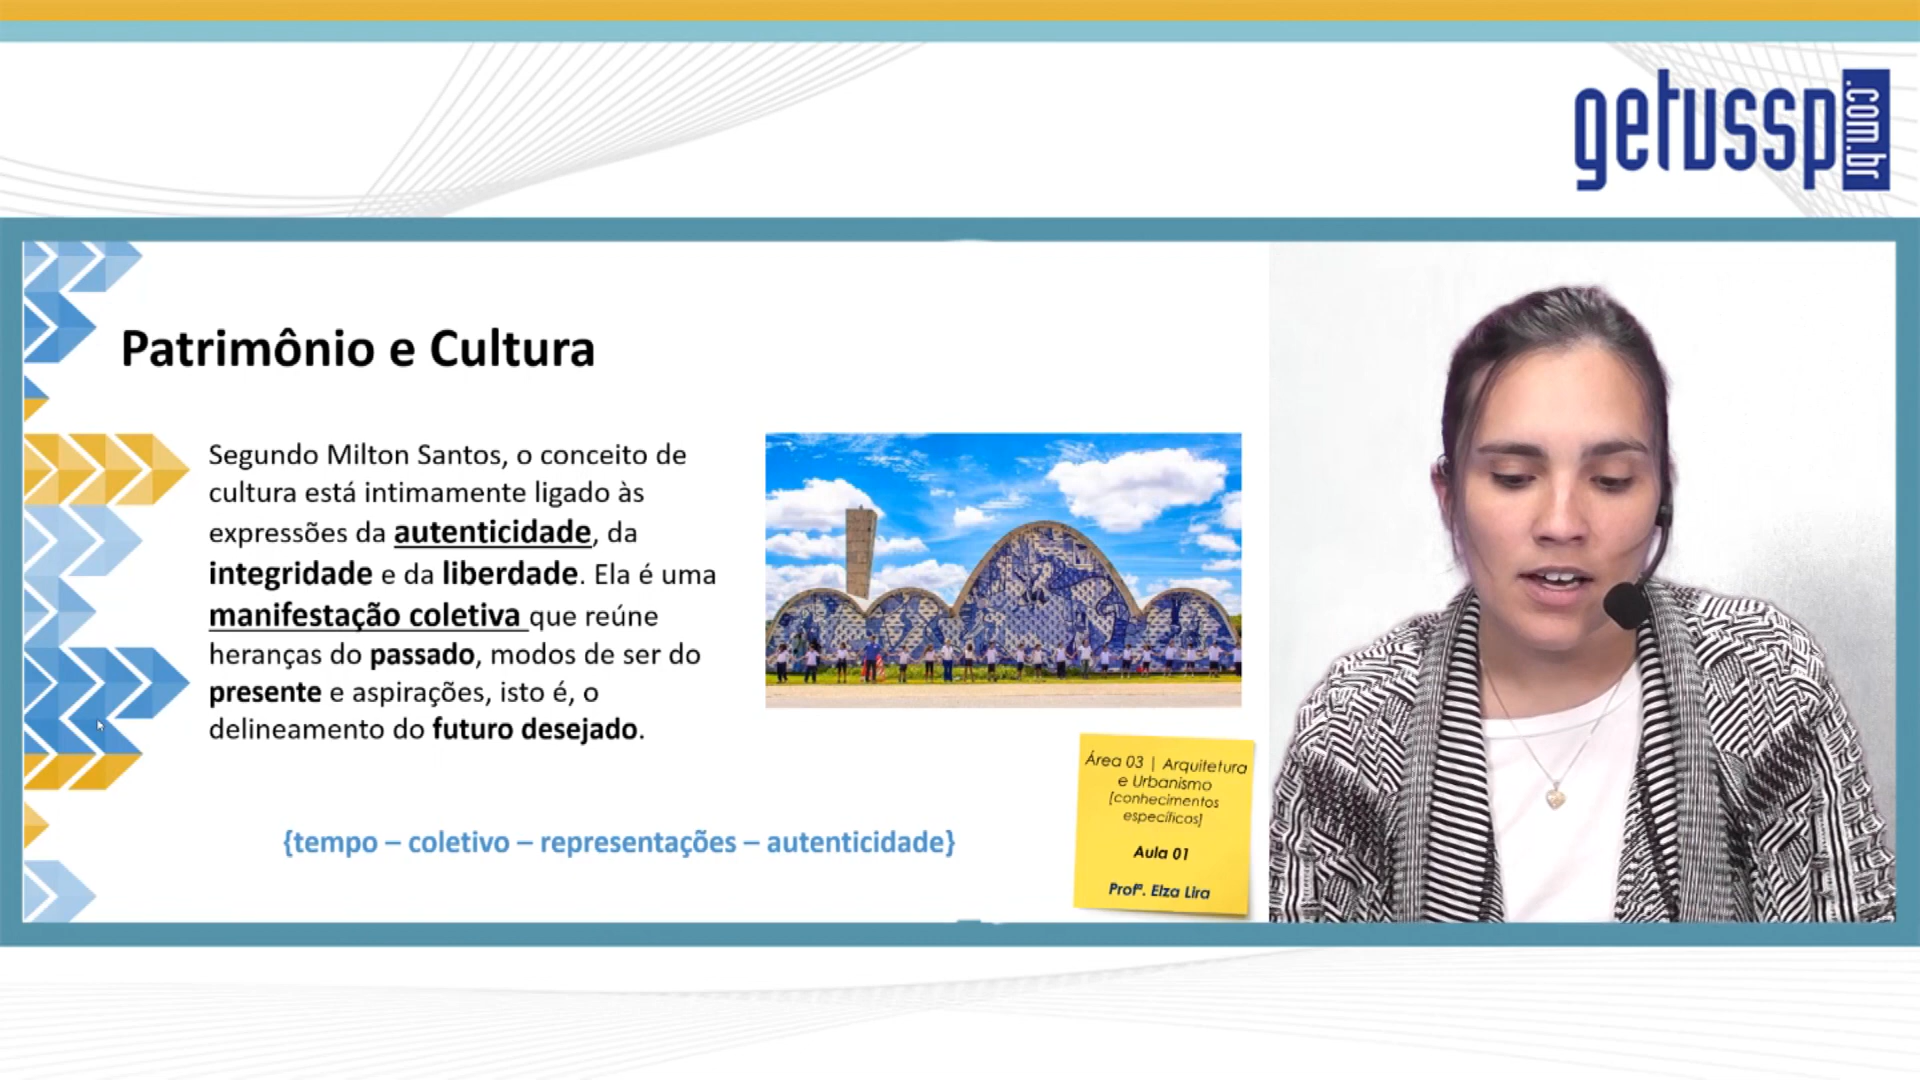 getussp.com.br
Patrimônio e Cultura
Segundo Milton Santos, o conceito de
cultura está intimamente ligado às
expressões da autenticidade, da
integridade e da liberdade. Ela é uma
manifestação coletiva que reúne
heranças do passado, modos de ser do
presente e aspirações, isto é, o
delineamento do futuro desejado.
{tempo – coletivo – representações – autenticidade}
Área 03 | Arquitetura
e Urbanismo
[conhecimentos
específicos]
Aula 01
Profª. Elza Lira